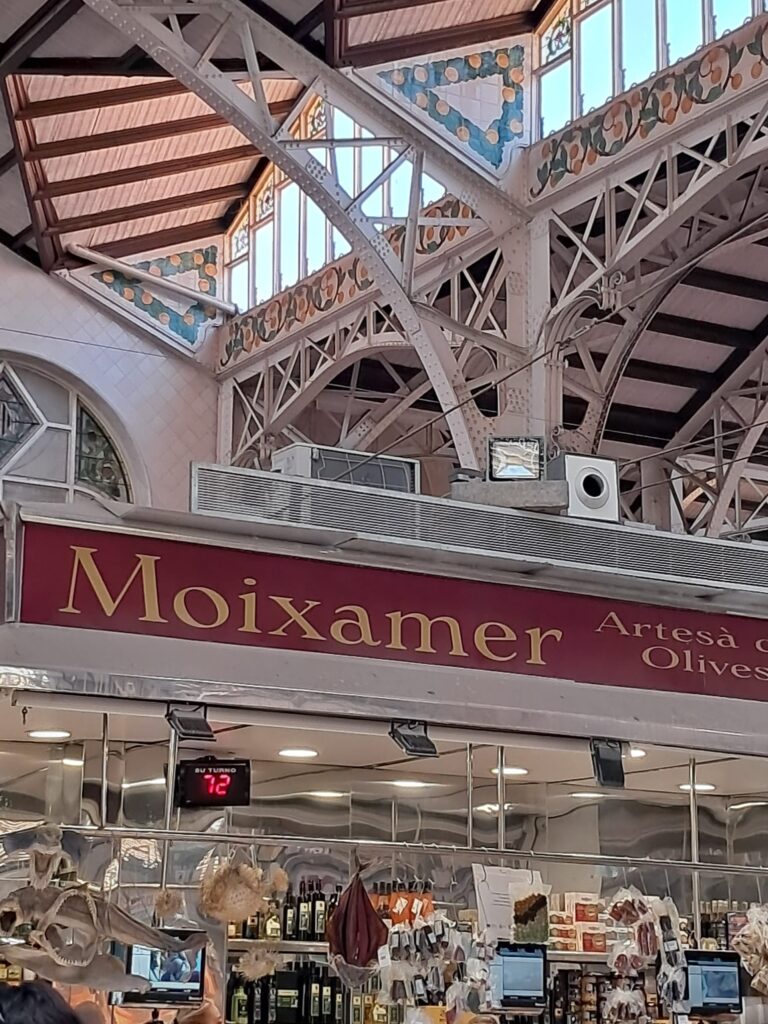 Moixamer
Artesà
Olives
SU TURNO
72